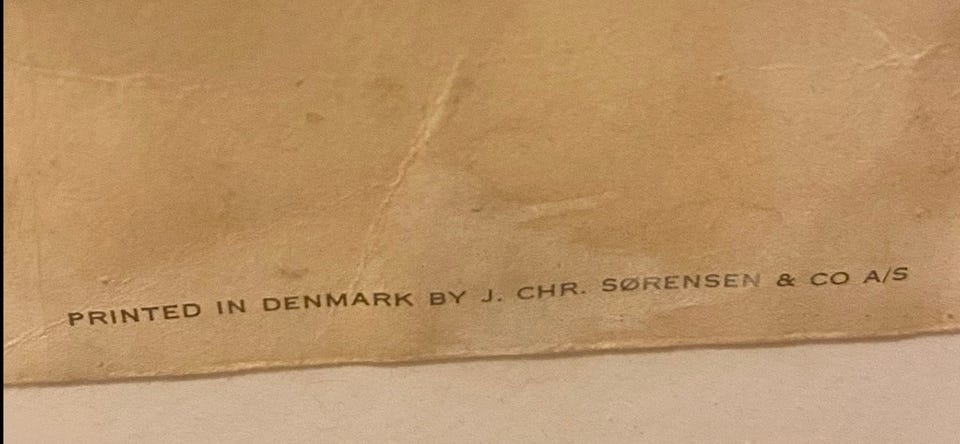 PRINTED IN DENMARK BY J. CHR. SØRENSEN & CO A/S